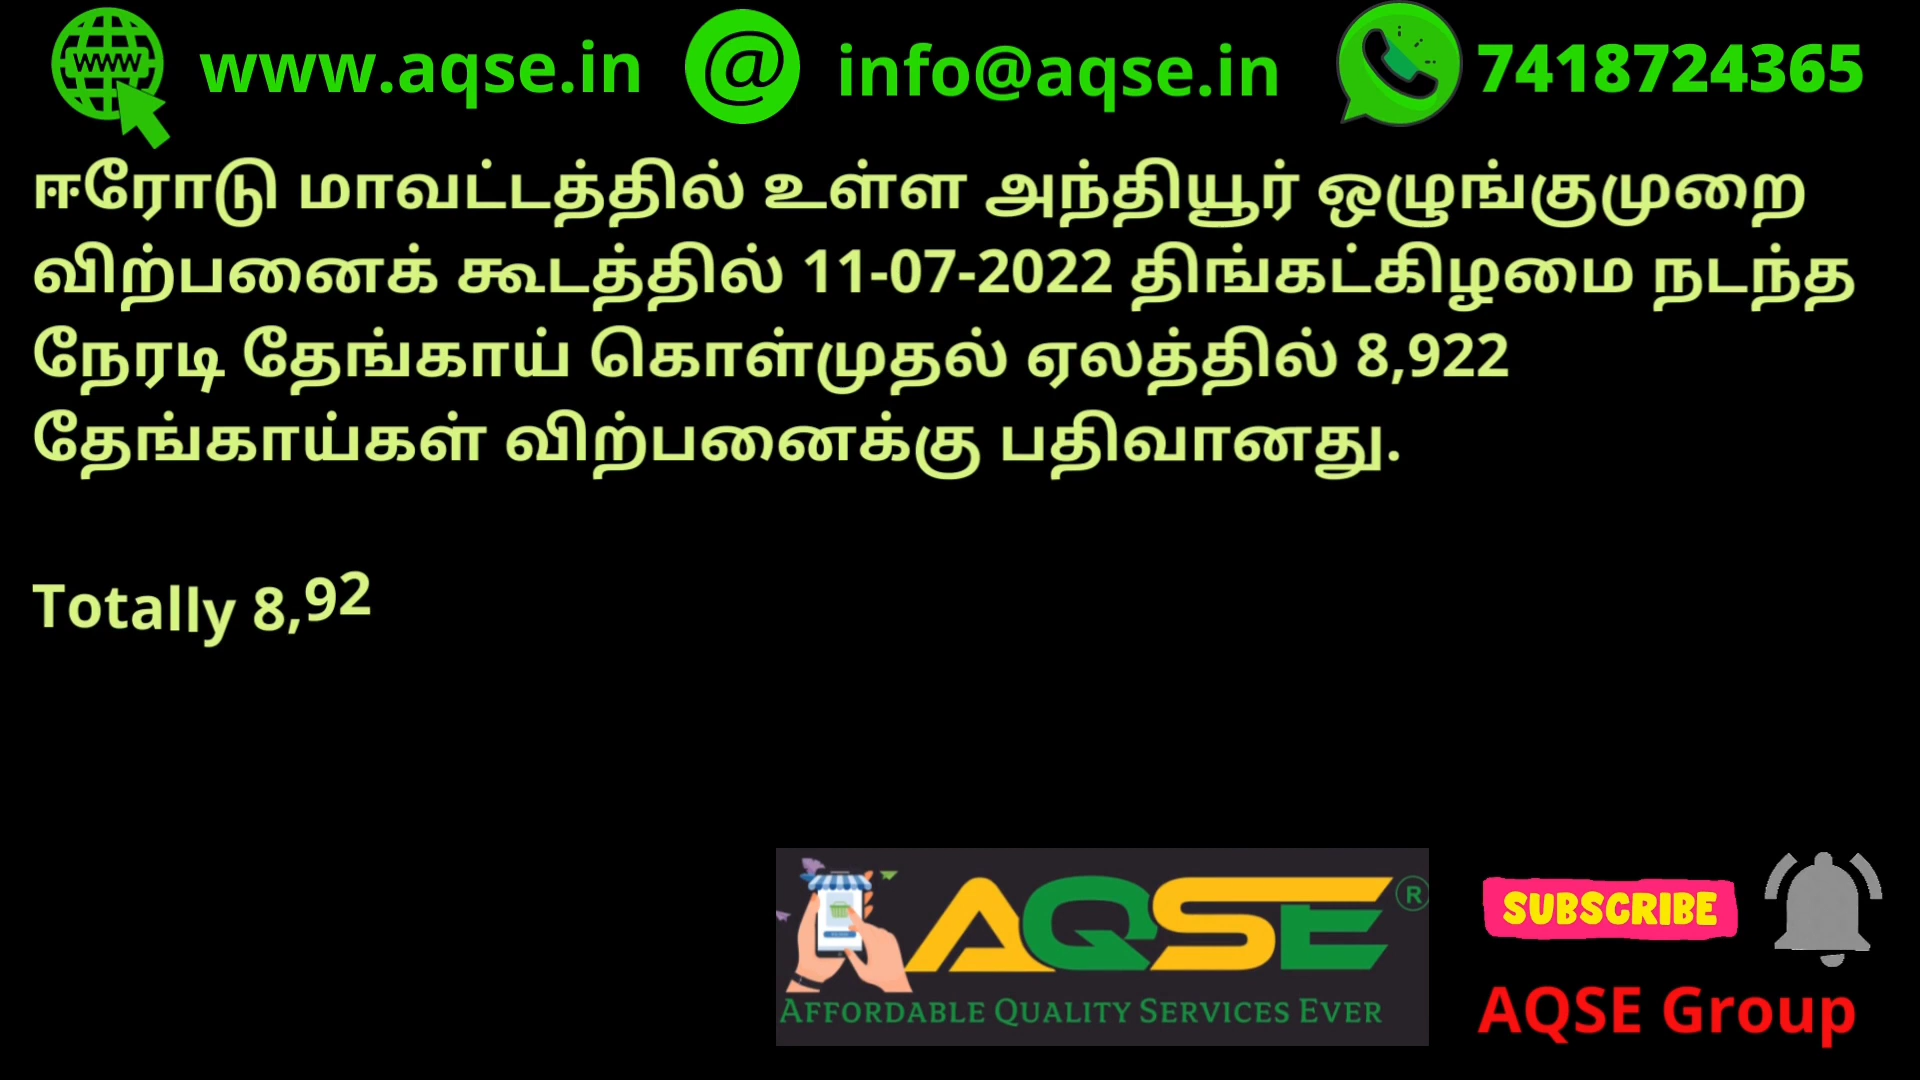 www.aqse.in
info@aqse.in
7418724365
ஈரோடு மாவட்டத்தில் உள்ள அந்தியூர் ஒழுங்குமுறை
விற்பனைக் கூடத்தில் 11-07-2022 திங்கட்கிழமை நடந்த
நேரடி தேங்காய் கொள்முதல் ஏலத்தில் 8,922
தேங்காய்கள் விற்பனைக்கு பதிவானது.
Totally 8,92
AQSE ®
AFFORDABLE QUALITY SERVICES EVER
SUBSCRIBE
AQSE Group